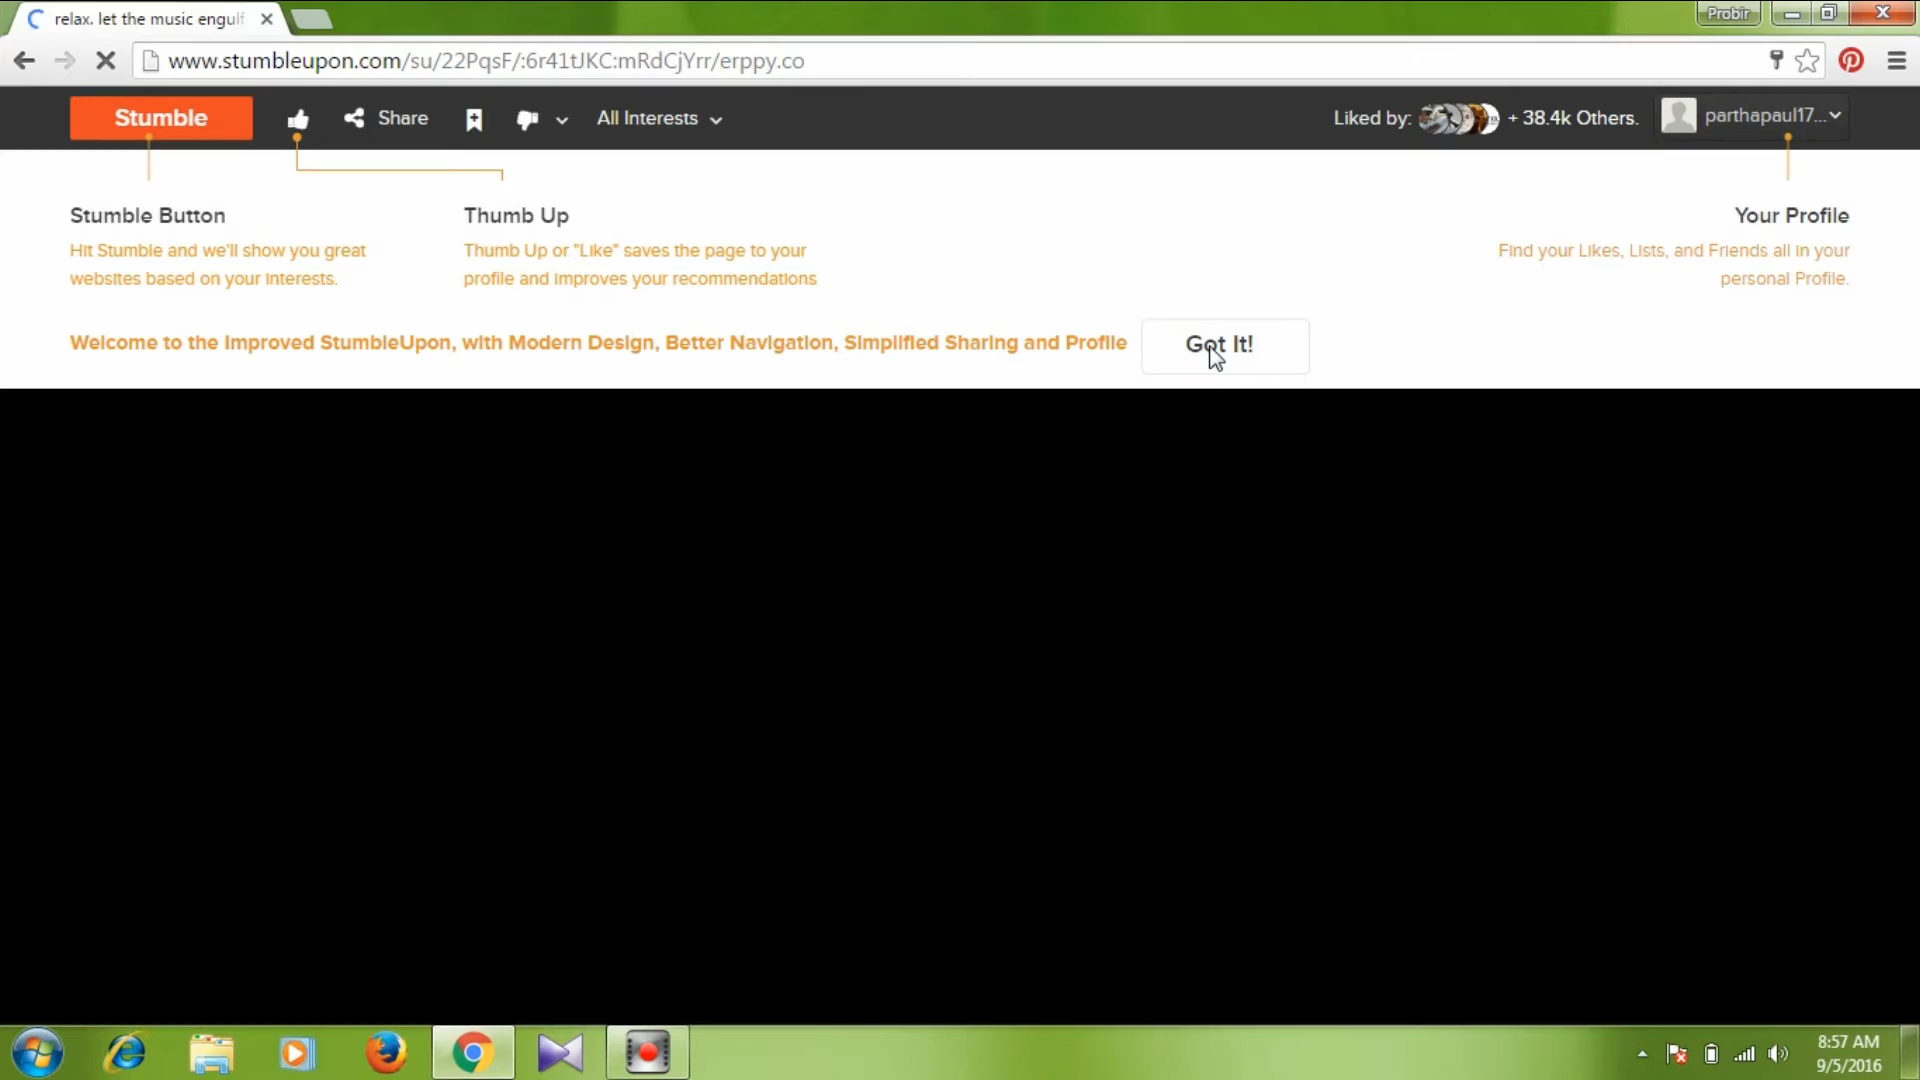 relax. let the music engulf
Probir
www.stumbleupon.com/su/22PqsF/:6r41tJKC:mRdCjYrr/erppy.co
Stumble
Share
All Interests
Liked by:
+ 38.4k Others.
parthapaul17...
Stumble Button
Hit Stumble and we'll show you great
websites based on your interests.
Thumb Up
Thumb Up or "Like" saves the page to your
profile and improves your recommendations
Your Profile
Find your Likes, Lists, and Friends all in your
personal Profile.
Welcome to the Improved StumbleUpon, with Modern Design, Better Navigation, Simplified Sharing and Profile
Got It!
8:57 AM
9/5/2016